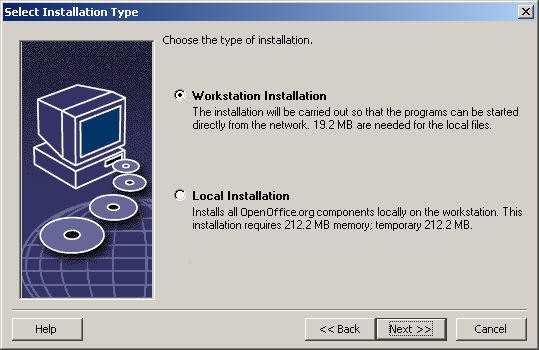 Select Installation Type
Choose the type of installation.
Workstation Installation
The installation will be carried out so that the programs can be started
directly from the network. 19.2 MB are needed for the local files.
Local Installation
Installs all OpenOffice.org components locally on the workstation. This
installation requires 212.2 MB memory; temporary 212.2 MB.
Help
<< Back
Next >>
Cancel